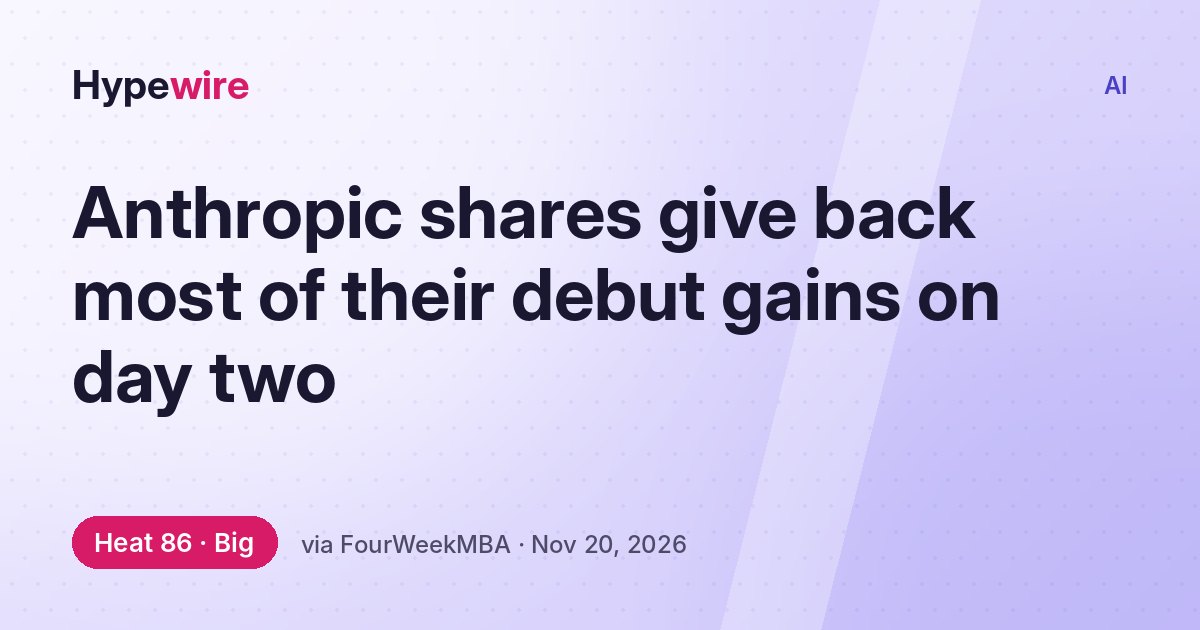 Hypewire
AI
Anthropic shares give back
most of their debut gains on
day two
Heat 86 · Big
via FourWeekMBA · Nov 20, 2026